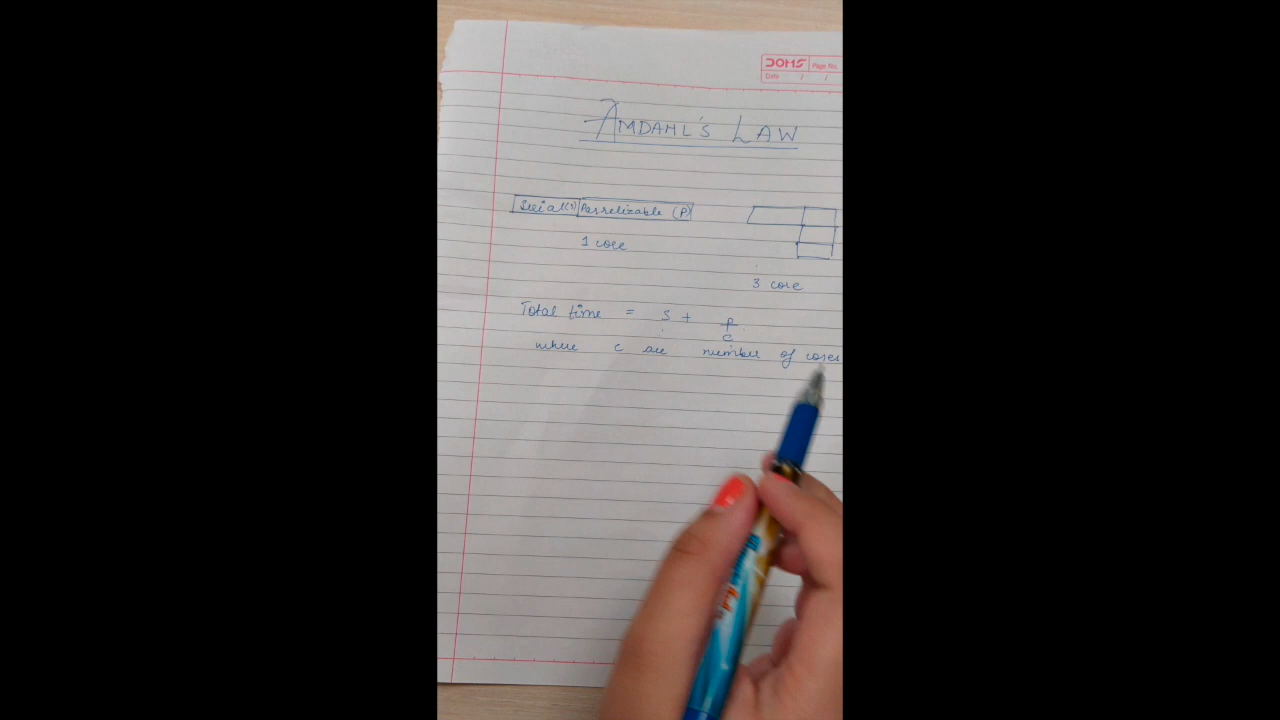 DOMS Page No.
Date / /
AMDAHL'S LAW
Serial(s) Parrelizable (P)
1 core
3 core
Total time = S + P/C
where c are number of cores